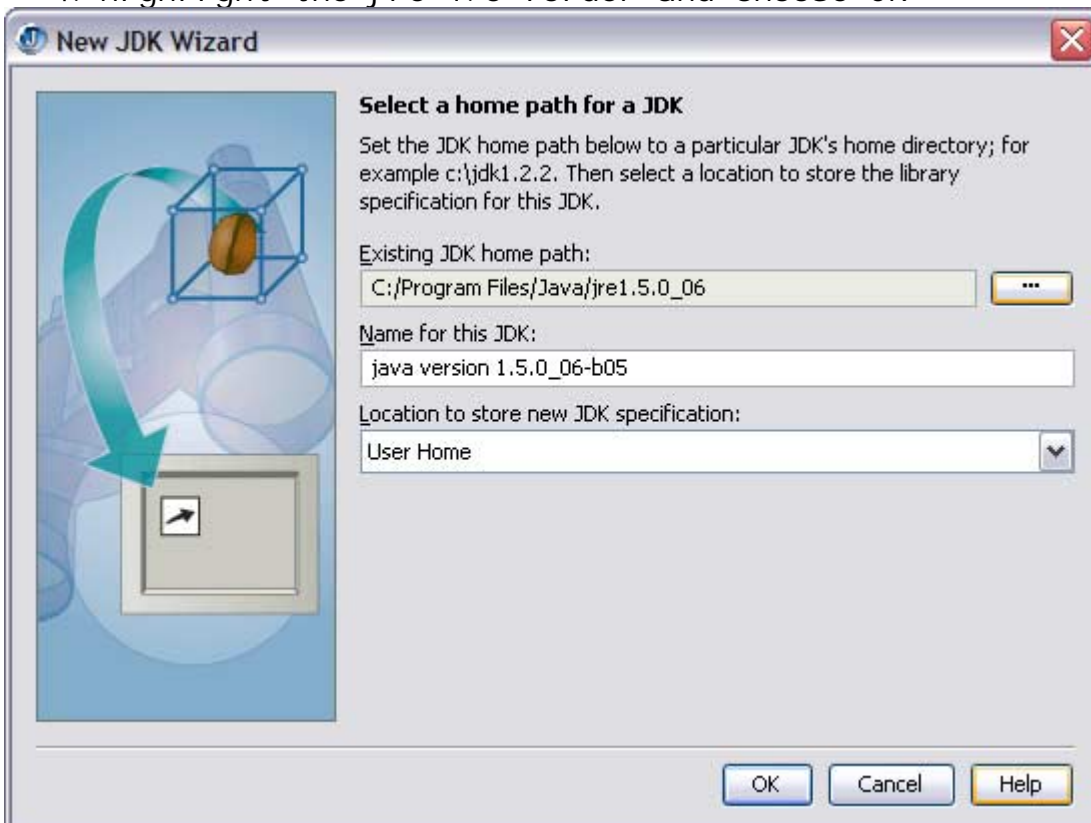 New JDK Wizard
Select a home path for a JDK
Set the JDK home path below to a particular JDK's home directory; for
example c:\jdk1.2.2. Then select a location to store the library
specification for this JDK.
Existing JDK home path:
C:/Program Files/Java/jre1.5.0_06
...
Name for this JDK:
java version 1.5.0_06-b05
Location to store new JDK specification:
User Home
OK
Cancel
Help